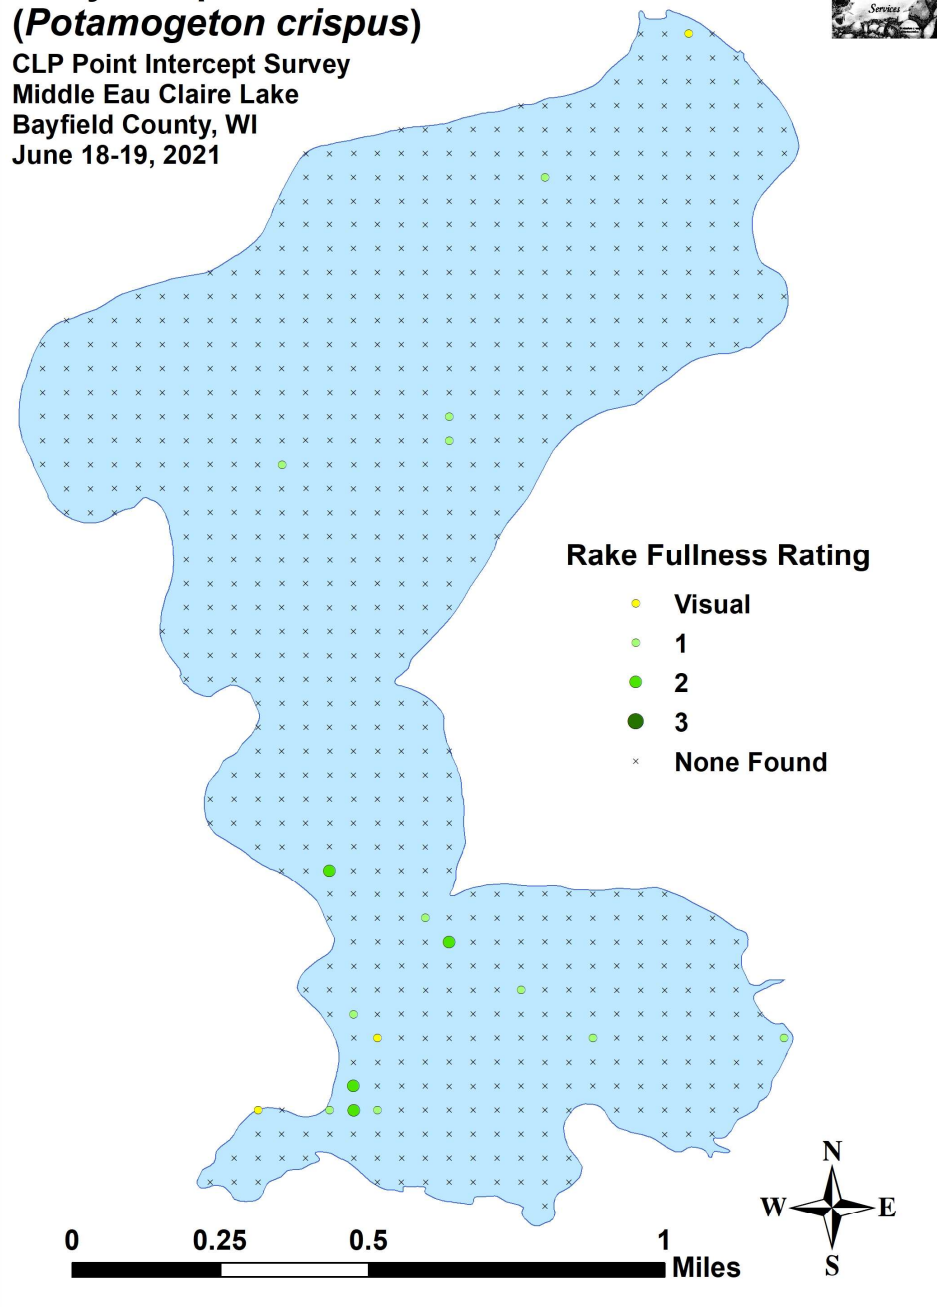 (Potamogeton crispus)
CLP Point Intercept Survey
Middle Eau Claire Lake
Bayfield County, WI
June 18-19, 2021
Services
Rake Fullness Rating
Visual
1
2
3
None Found
N
W E
S
0 0.25 0.5 1
Miles